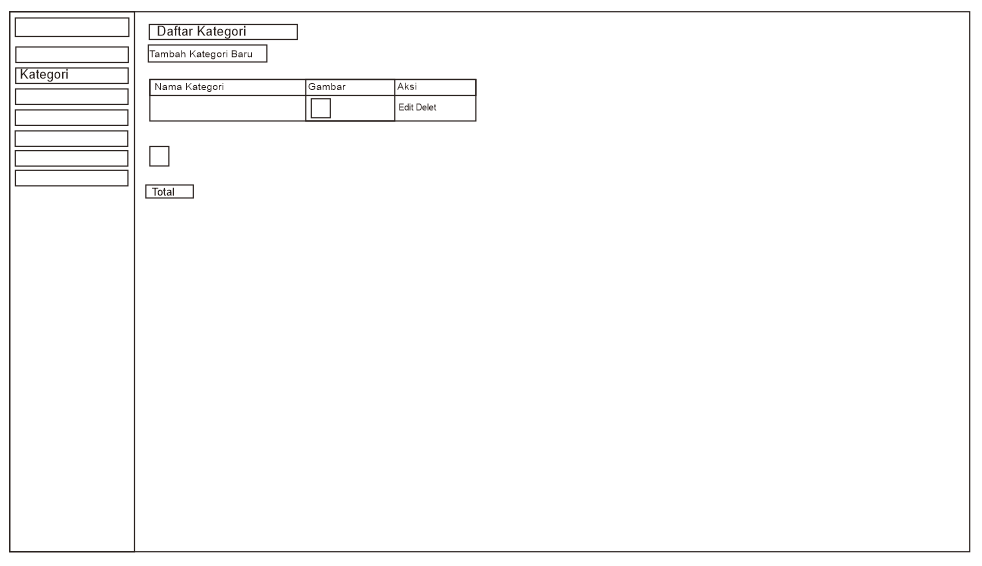 Kategori
Daftar Kategori
Tambah Kategori Baru
Nama Kategori Gambar Aksi
Edit Delet
Total